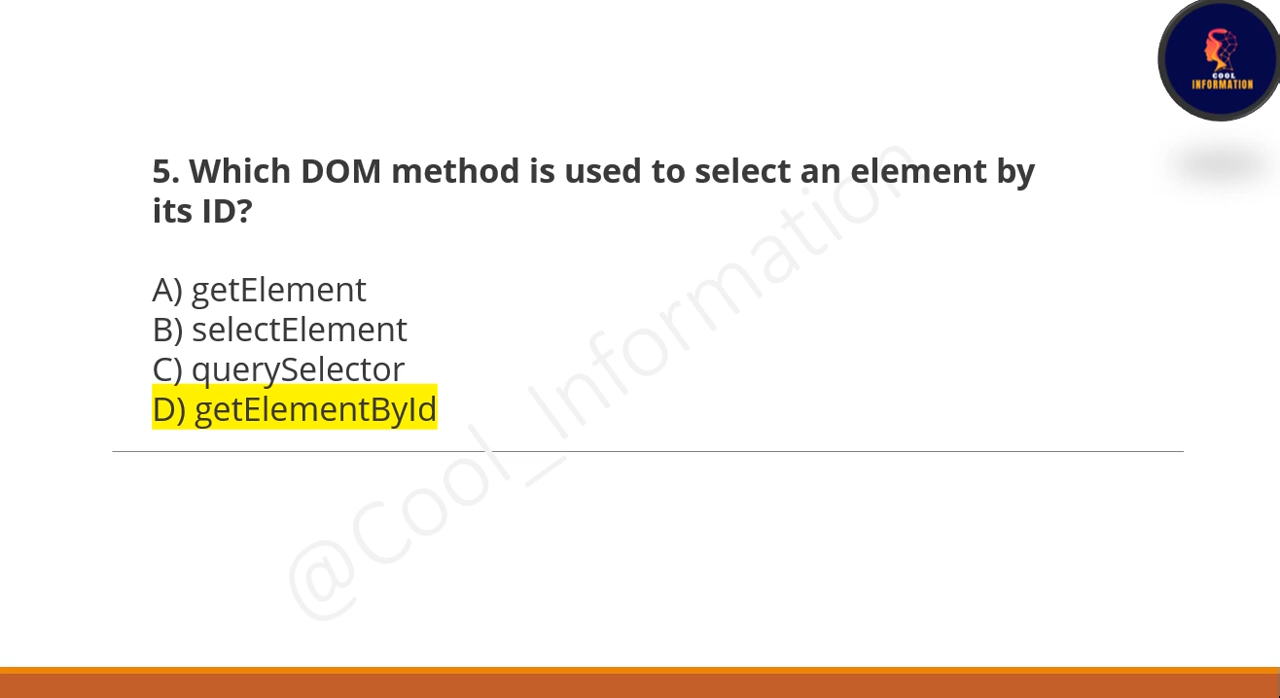 COOL
INFORMATION
5. Which DOM method is used to select an element by
its ID?
A) getElement
B) selectElement
C) querySelector
D) getElementById
@Cool_Information